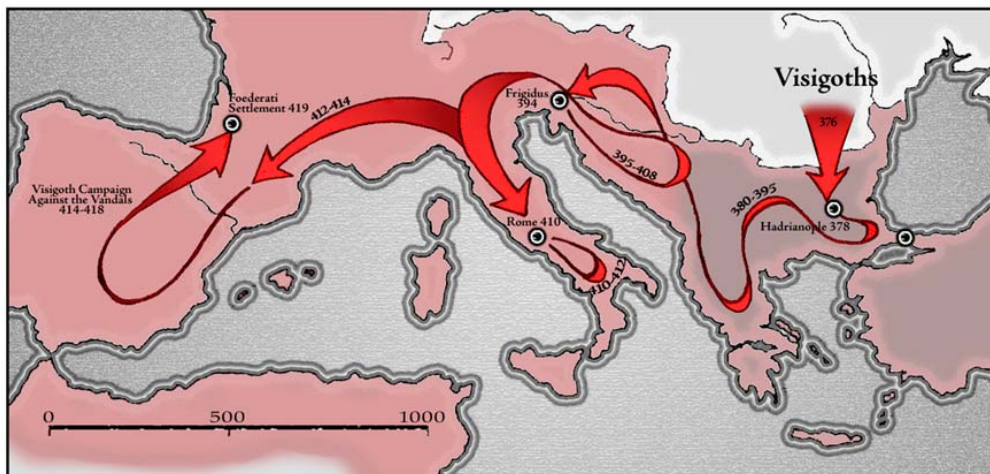 Visigoths
376
Frigidus
394
Foederati
Settlement 419
412-414
395-408
380-395
Hadrianople 378
Visigoth Campaign
Against the Vandals
414-418
Rome 410
410-412
0
500
1000